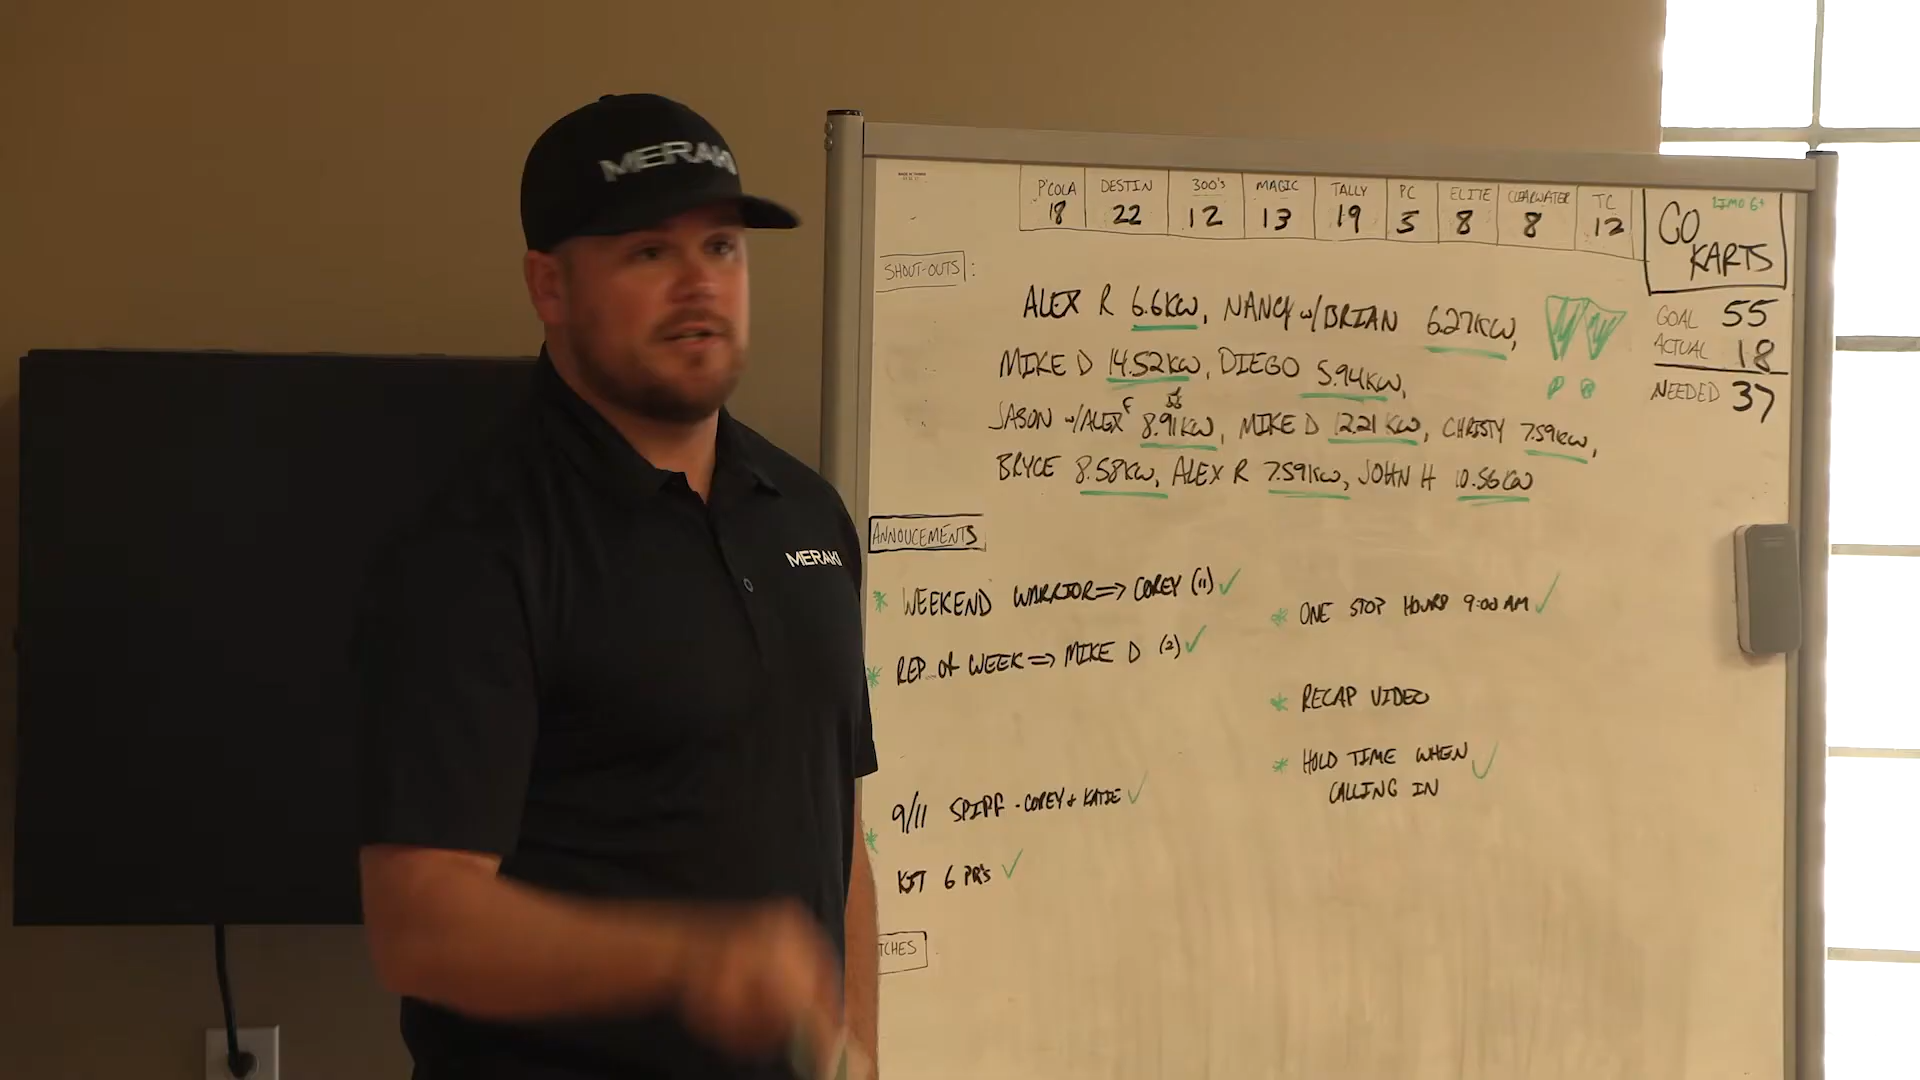 MERAKI
MERAKI
P'COLA DESTIN 300's MAGIC TALLY PC ELITE CLEARWATER TC
18 22 12 13 19 5 8 8 12
GO
KARTS
GOAL 55
ACTUAL 18
NEEDED 37
SHOUT-OUTS:
ALEX R 6.6KW, NANCY w/BRIAN 6.27KW,
MIKE D 14.52KW, DIEGO 5.94KW,
JASON w/ALEX F 8.91KW, MIKE D 12.21KW, CHRISTY 7.59KW,
BRYCE 8.58KW, ALEX R 7.59KW, JOHN H 10.56KW
ANNOUCEMENTS
* WEEKEND WARRIOR => COREY (11) ✓
* REP of WEEK => MIKE D (2) ✓
* 9/11 SPIFF - COREY + KATIE ✓
KJT 6 PR's ✓
* ONE STOP HOURS 9:00 AM ✓
* RECAP VIDEO
* HOLD TIME WHEN ✓
CALLING IN
TCHES